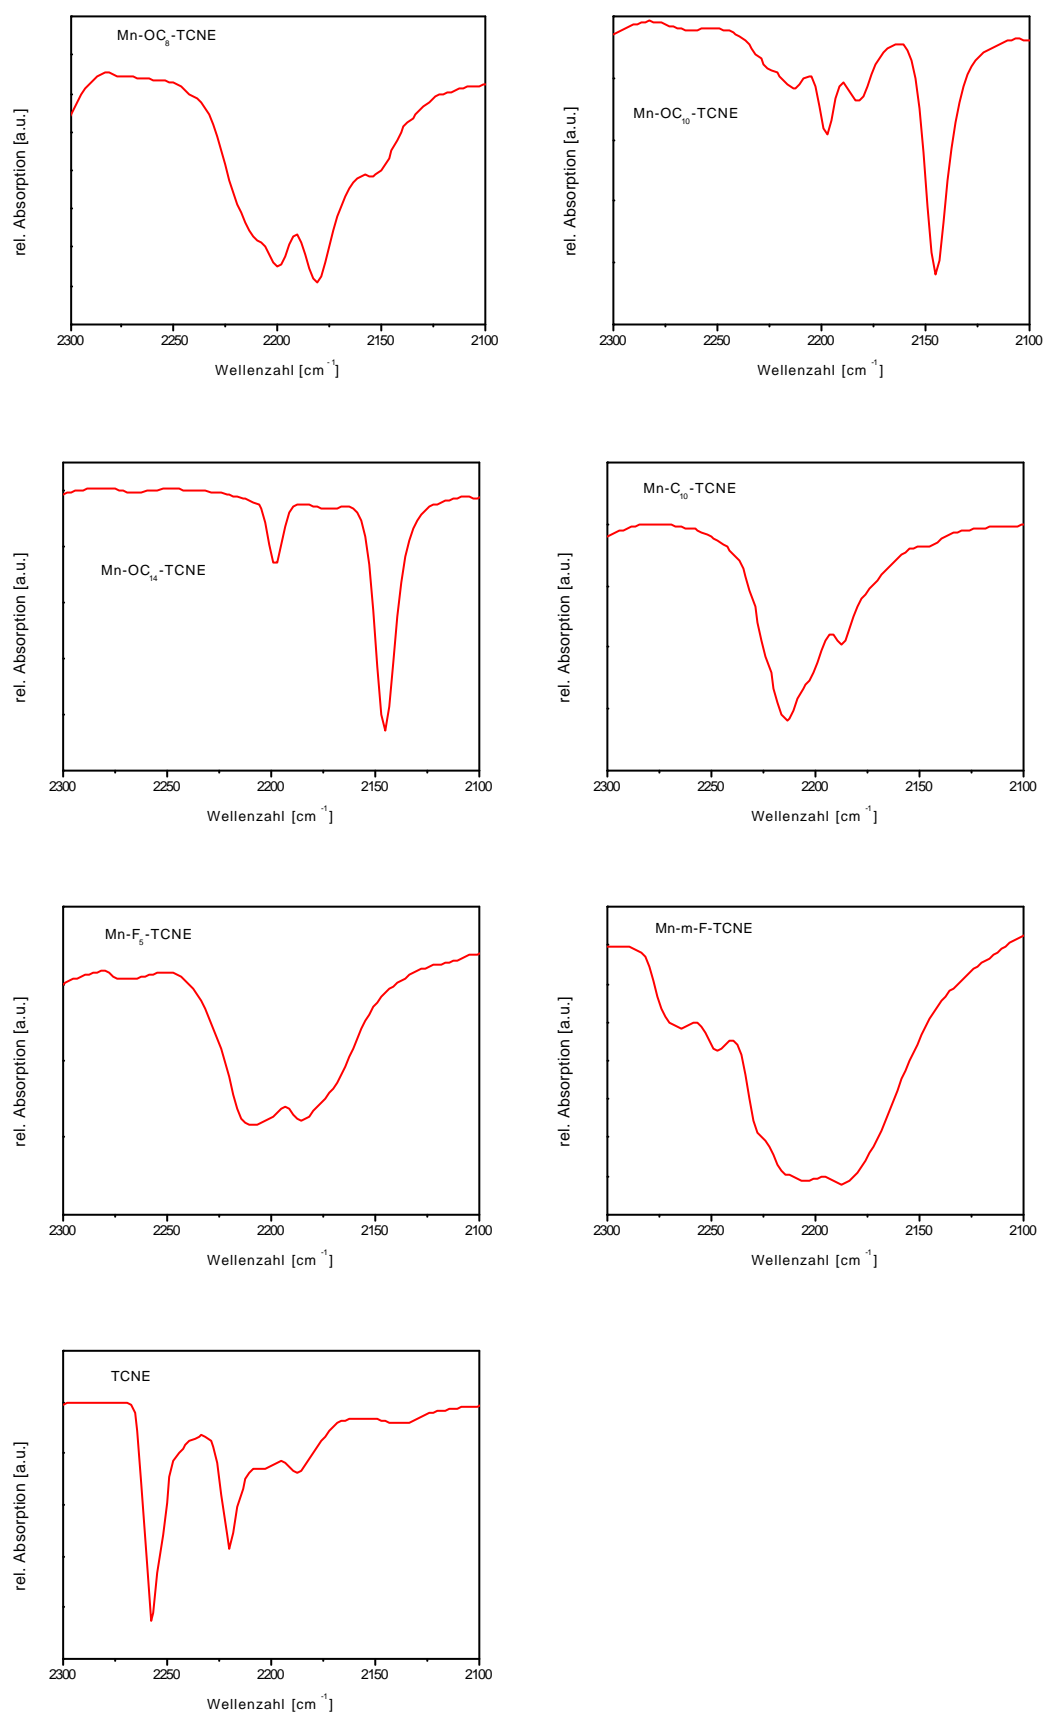 Mn-OC₈-TCNE
rel. Absorption [a.u.]
2300 2250 2200 2150 2100
Wellenzahl [cm⁻¹]
Mn-OC₁₀-TCNE
rel. Absorption [a.u.]
2300 2250 2200 2150 2100
Wellenzahl [cm⁻¹]
Mn-OC₁₄-TCNE
rel. Absorption [a.u.]
2300 2250 2200 2150 2100
Wellenzahl [cm⁻¹]
Mn-C₁₀-TCNE
rel. Absorption [a.u.]
2300 2250 2200 2150 2100
Wellenzahl [cm⁻¹]
Mn-F₅-TCNE
rel. Absorption [a.u.]
2300 2250 2200 2150 2100
Wellenzahl [cm⁻¹]
Mn-m-F-TCNE
rel. Absorption [a.u.]
2300 2250 2200 2150 2100
Wellenzahl [cm⁻¹]
TCNE
rel. Absorption [a.u.]
2300 2250 2200 2150 2100
Wellenzahl [cm⁻¹]